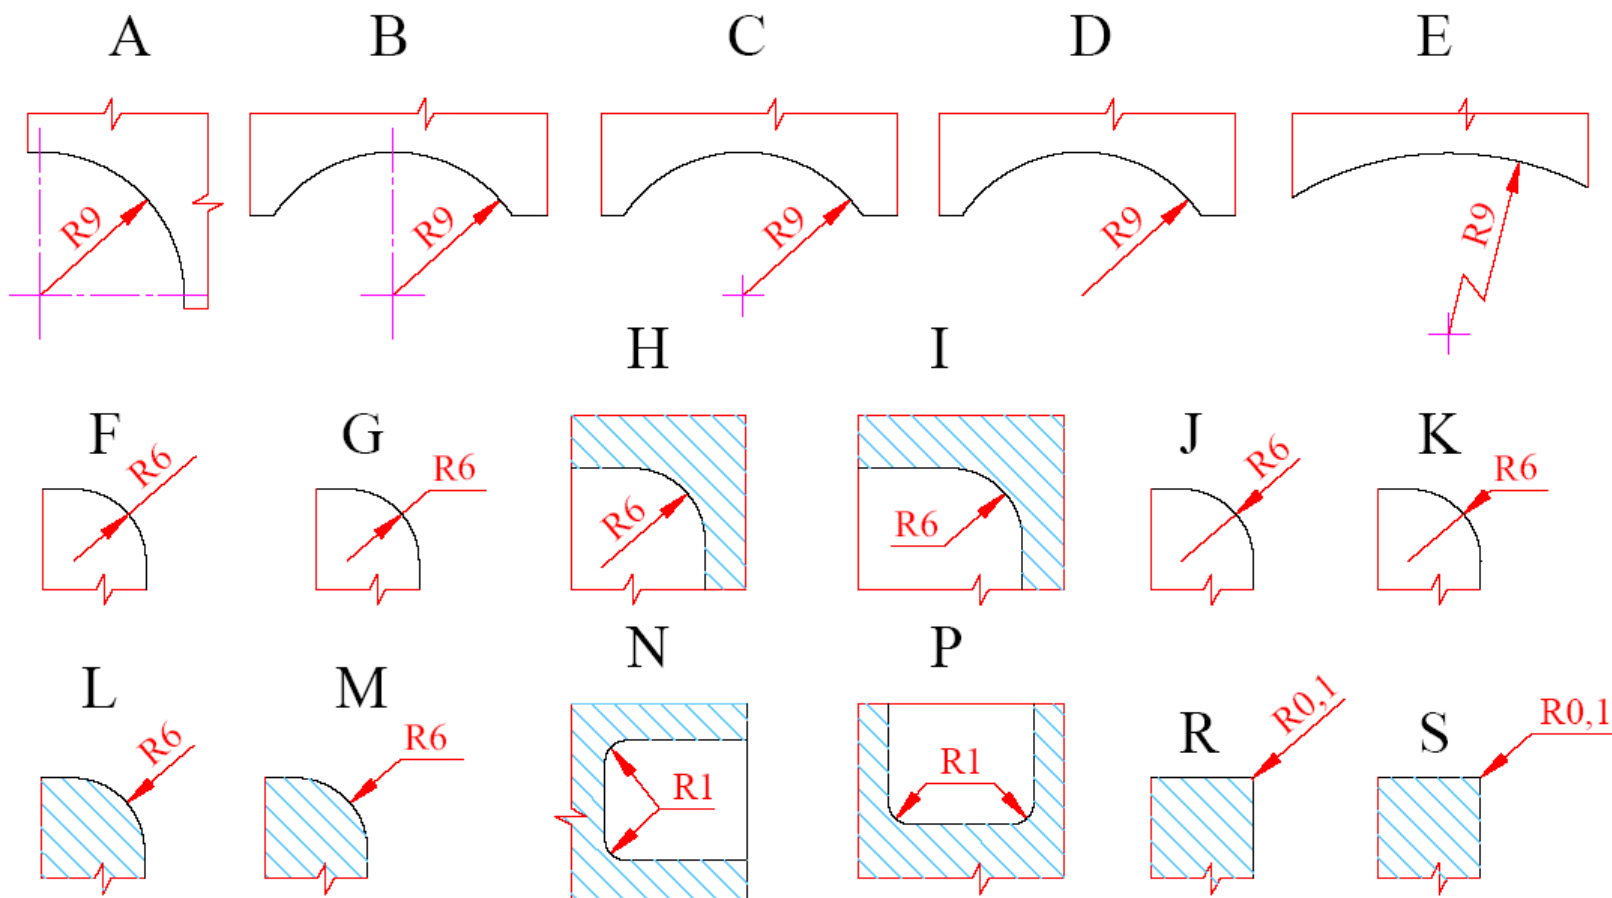 A B C D E
R9 R9 R9 R9 R9
H I
F G J K
R6 R6 R6 R6 R6 R6
N P
L M R S
R6 R6 R1 R1 R0,1 R0,1